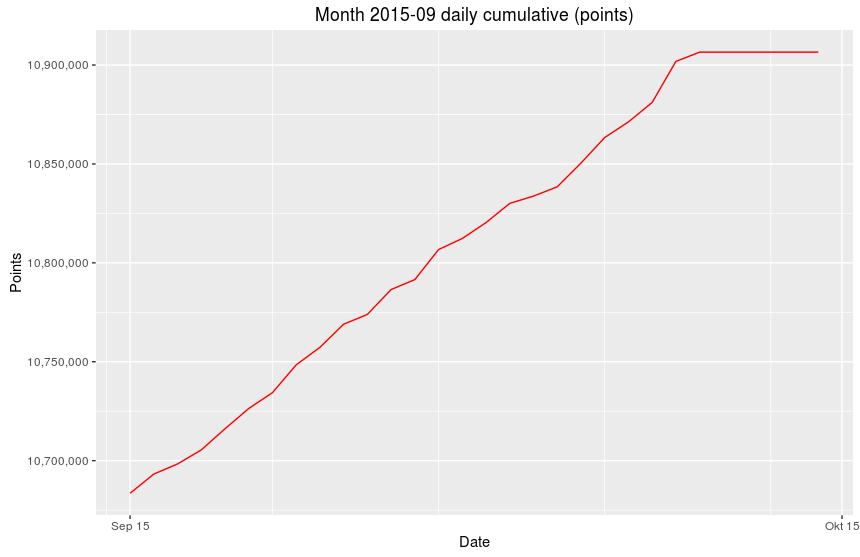 Month 2015-09 daily cumulative (points)
10,900,000
10,850,000
10,800,000
10,750,000
10,700,000
Points
Sep 15
Okt 15
Date